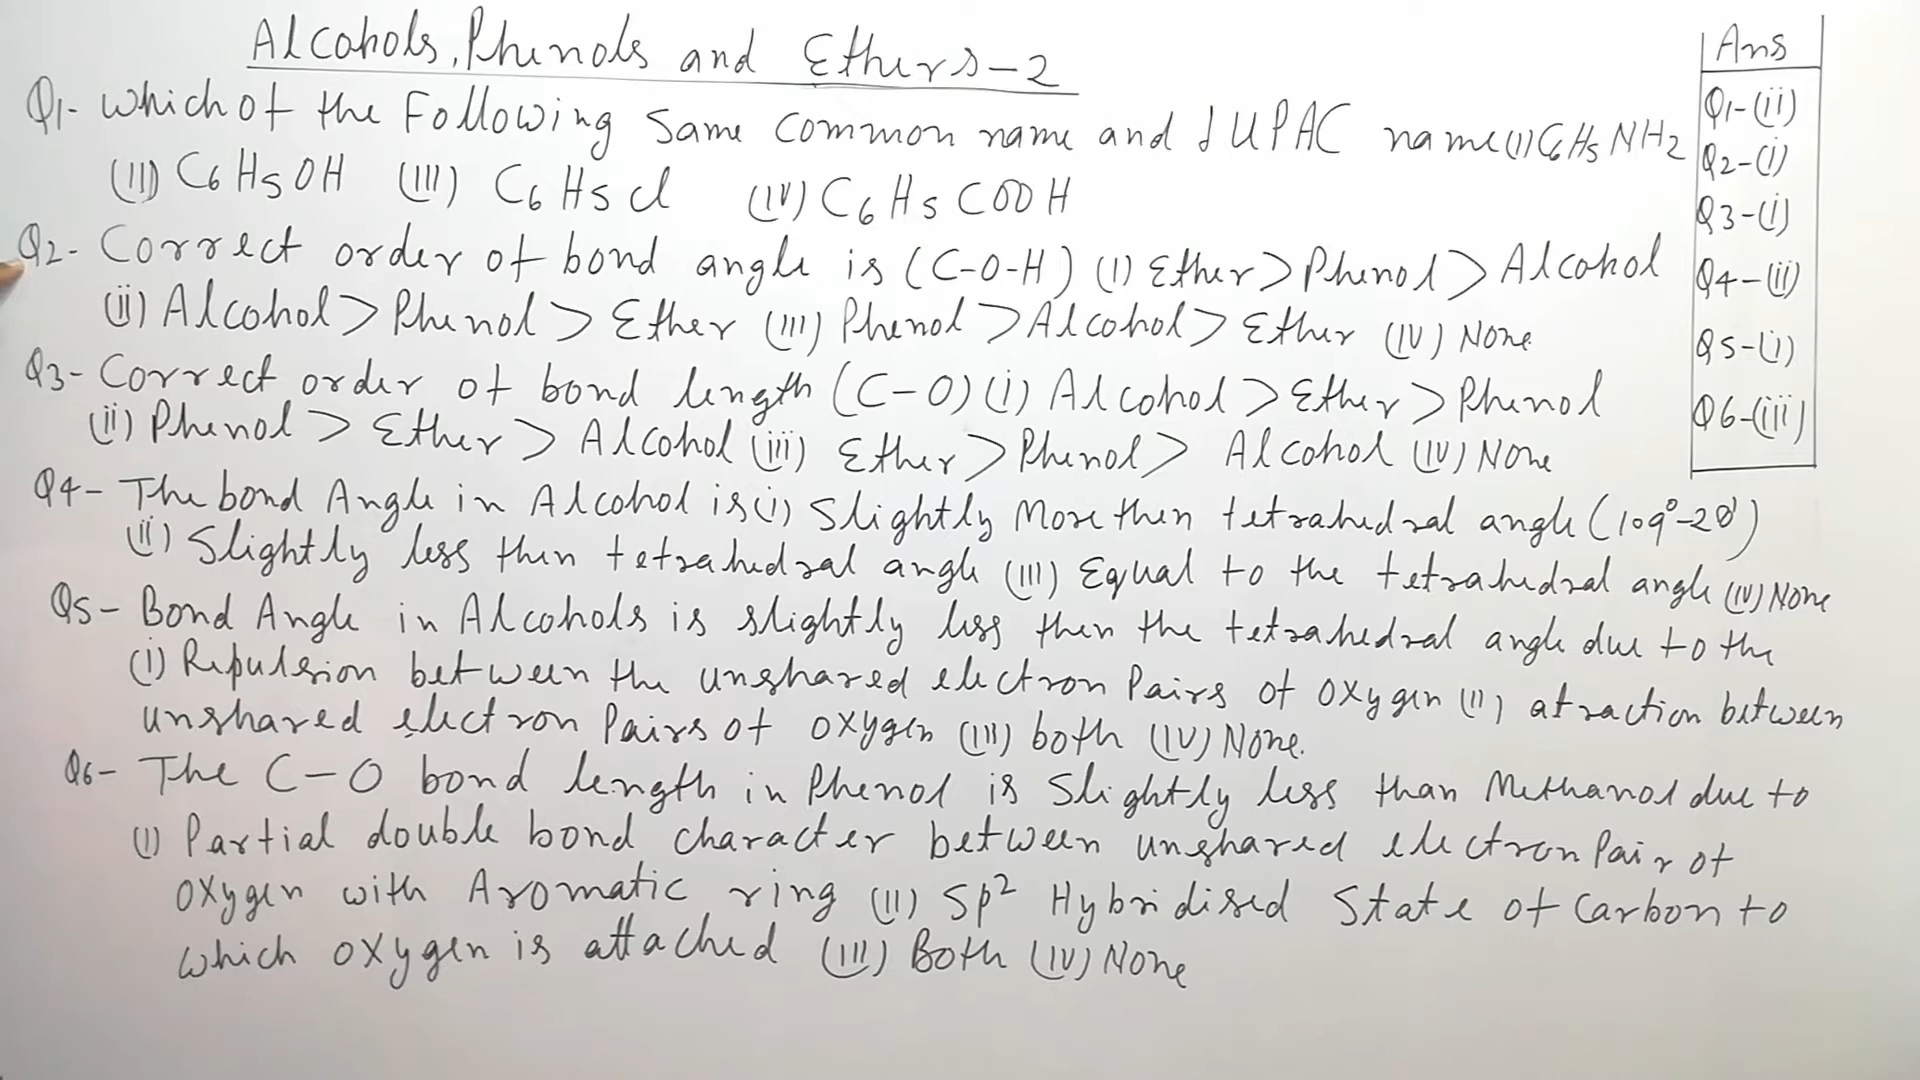 Alcohols, Phenols and Ethers-2
Q1- which of the Following Same Common name and IUPAC name (I) C6H5NH2
(II) C6H5OH (III) C6H5Cl (IV) C6H5COOH
Q2- Correct order of bond angle is (C-O-H) (I) Ether > Phenol > Alcohol
(ii) Alcohol > Phenol > Ether (III) Phenol > Alcohol > Ether (IV) None
Q3- Correct order of bond length (C-O) (i) Alcohol > Ether > Phenol
(ii) Phenol > Ether > Alcohol (iii) Ether > Phenol > Alcohol (IV) None
Q4- The bond Angle in Alcohol is (i) Slightly More then tetrahedral angle (109°-28')
(ii) Slightly less then tetrahedral angle (III) Equal to the tetrahedral angle (IV) None
Q5- Bond Angle in Alcohols is slightly less then the tetrahedral angle due to the
(i) Repulsion between the unshared electron Pairs of oxygen (II) atraction between
unshared electron Pairs of oxygen (III) both (IV) None.
Q6- The C-O bond length in Phenol is Slightly less than Methanol due to
(I) Partial double bond character between unshared electron Pair of
oxygen with Aromatic ring (II) Sp² Hybridised State of Carbon to
which oxygen is attached (III) Both (IV) None
Ans
Q1-(ii)
Q2-(i)
Q3-(i)
Q4-(ii)
Q5-(i)
Q6-(iii)